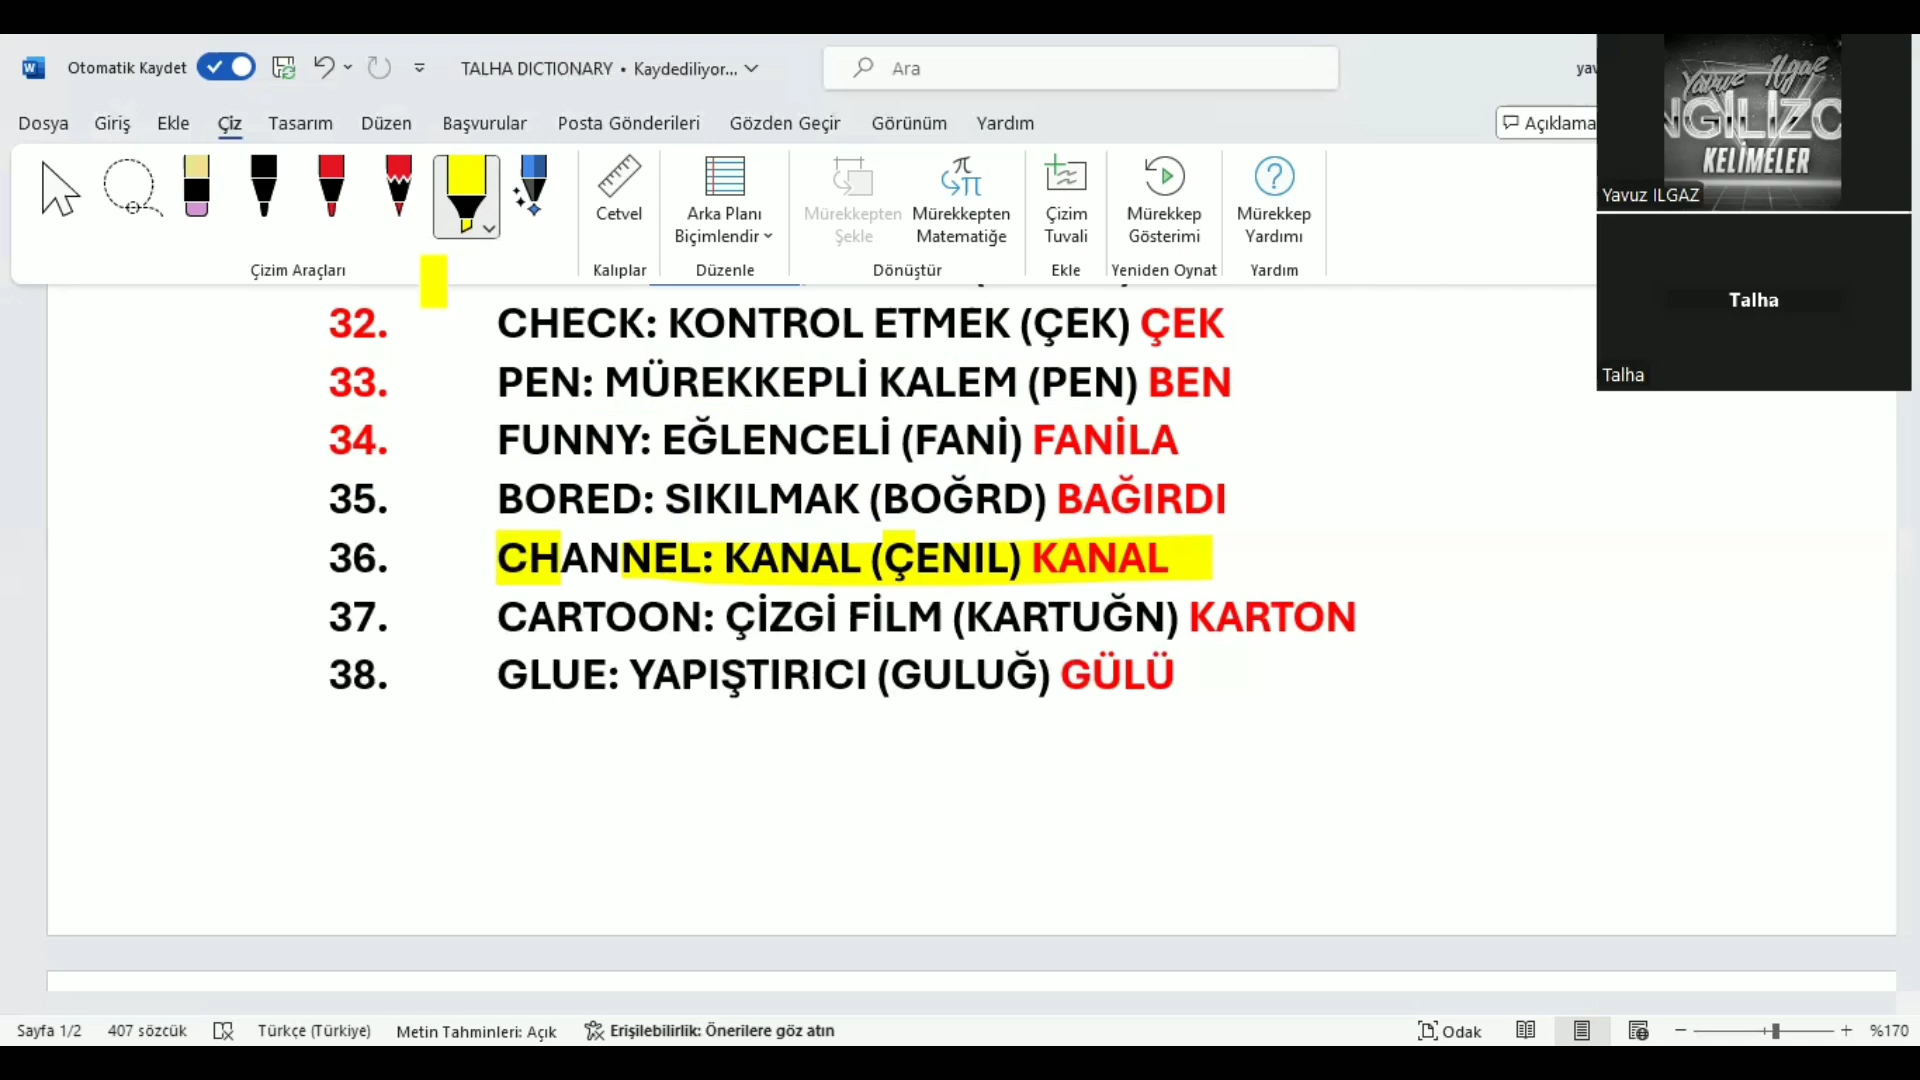 Otomatik Kaydet
TALHA DICTIONARY • Kaydediliyor...
Ara
Dosya Giriş Ekle Çiz Tasarım Düzen Başvurular Posta Gönderileri Gözden Geçir Görünüm Yardım
Cetvel
Arka Planı
Biçimlendir
Mürekkepten
Şekle
Mürekkepten
Matematiğe
Çizim
Tuvali
Mürekkep
Gösterimi
Mürekkep
Yardımı
Çizim Araçları
Kalıplar
Düzenle
Dönüştür
Ekle
Yeniden Oynat
Yardım
Yavuz Ilgaz
KELİMELER
Yavuz ILGAZ
Talha
Talha
32. CHECK: KONTROL ETMEK (ÇEK) ÇEK
33. PEN: MÜREKKEPLİ KALEM (PEN) BEN
34. FUNNY: EĞLENCELİ (FANİ) FANİLA
35. BORED: SIKILMAK (BOĞRD) BAĞIRDI
36. CHANNEL: KANAL (ÇENIL) KANAL
37. CARTOON: ÇİZGİ FİLM (KARTUĞN) KARTON
38. GLUE: YAPIŞTIRICI (GULUĞ) GÜLÜ
Sayfa 1/2 407 sözcük Türkçe (Türkiye) Metin Tahminleri: Açık Erişilebilirlik: Önerilere göz atın
Odak
%170